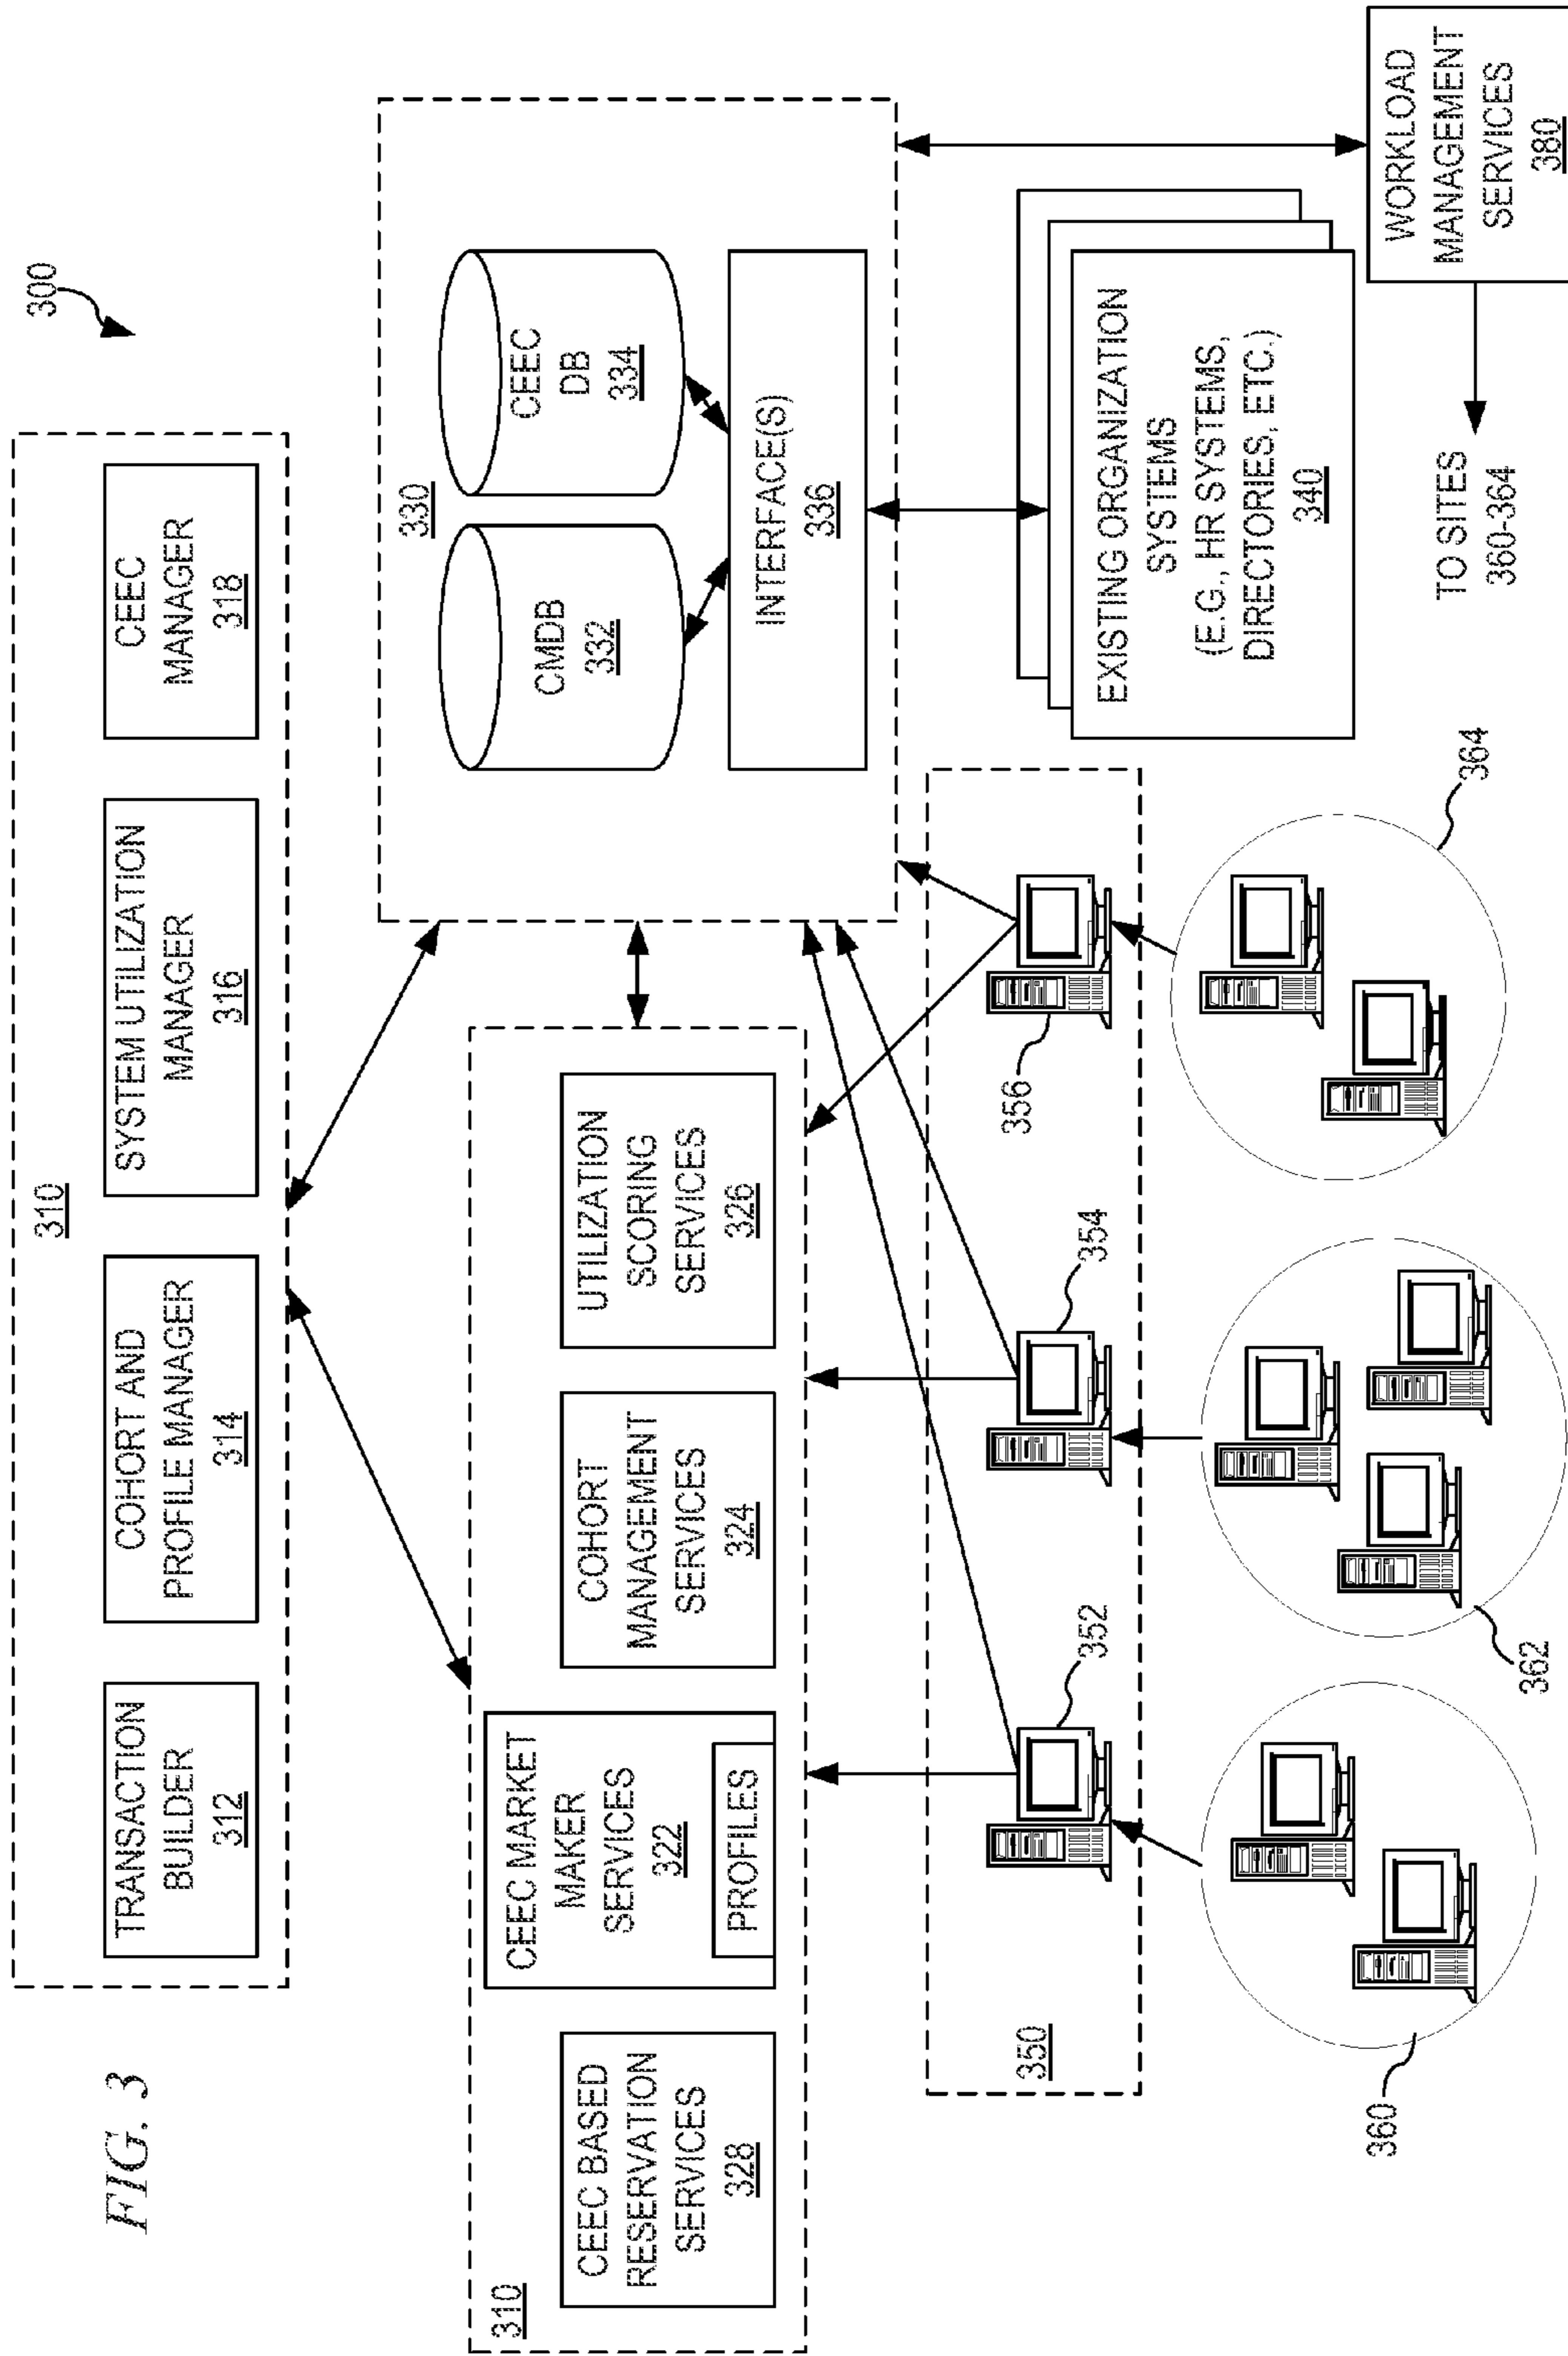 FIG. 3
300
310
TRANSACTION
BUILDER
312
COHORT AND
PROFILE MANAGER
314
SYSTEM UTILIZATION
MANAGER
316
CEEC
MANAGER
318
310
CEEC BASED
RESERVATION
SERVICES
328
CEEC MARKET
MAKER
SERVICES
322
PROFILES
COHORT
MANAGEMENT
SERVICES
324
UTILIZATION
SCORING
SERVICES
326
330
CMDB
332
CEEC
DB
334
INTERFACE(S)
336
350
352
354
356
EXISTING ORGANIZATION
SYSTEMS
(E.G., HR SYSTEMS,
DIRECTORIES, ETC.)
340
360
362
364
TO SITES
360-364
WORKLOAD
MANAGEMENT
SERVICES
380